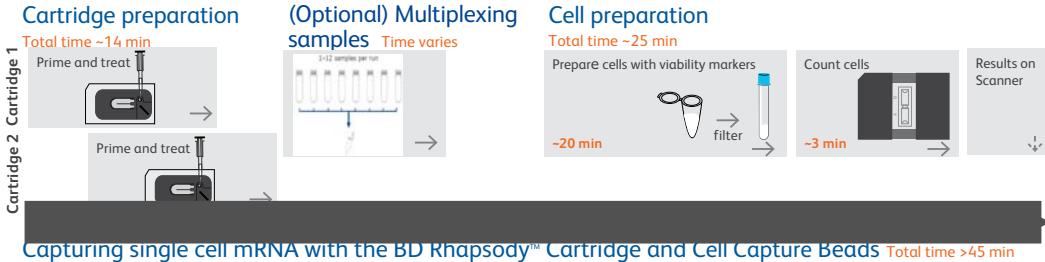 Cartridge preparation
Total time ~14 min
(Optional) Multiplexing
samples Time varies
Cell preparation
Total time ~25 min
Cartridge 1
Prime and treat
1-12 samples per run
Prepare cells with viability markers
filter
~20 min
Count cells
~3 min
Results on
Scanner
Cartridge 2
Prime and treat
Capturing single cell mRNA with the BD Rhapsody™ Cartridge and Cell Capture Beads Total time >45 min